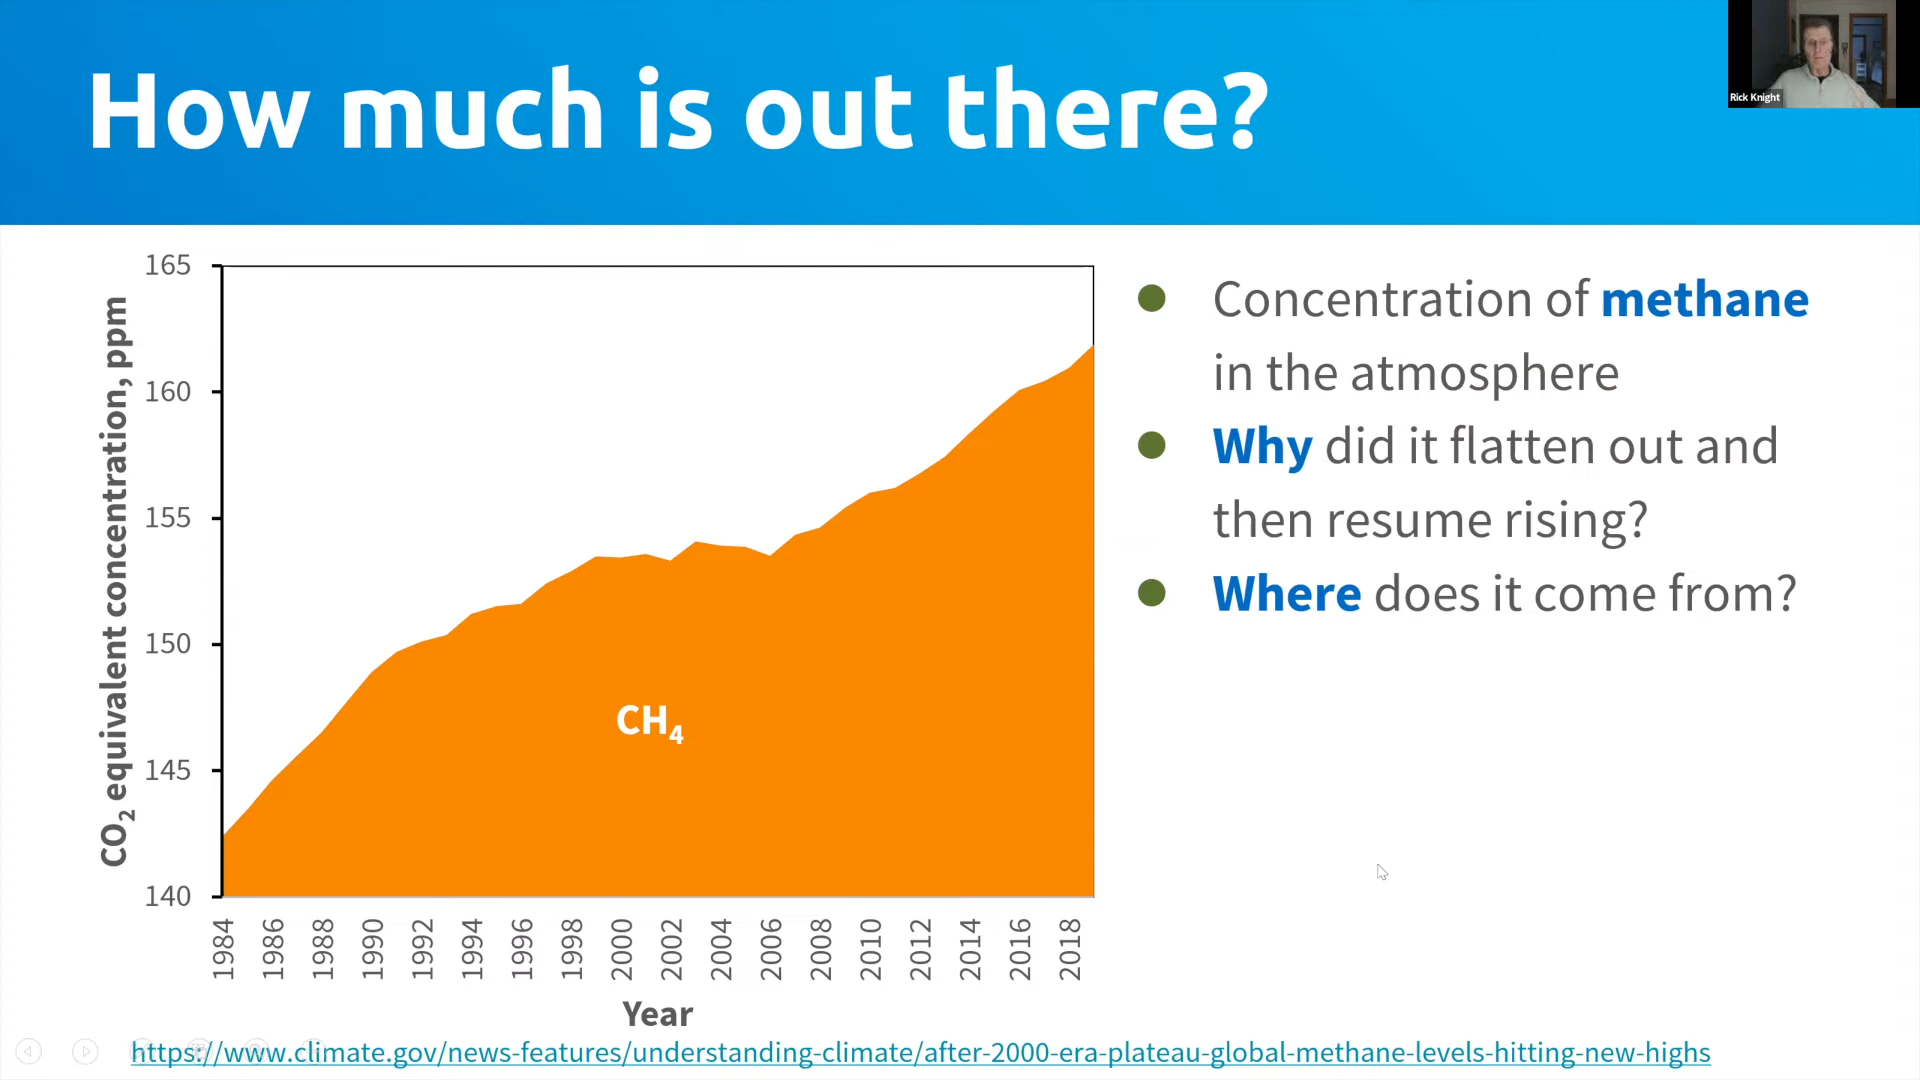 How much is out there?
Rick Knight
CO2 equivalent concentration, ppm
165
160
155
150
145
140
CH4
1984
1986
1988
1990
1992
1994
1996
1998
2000
2002
2004
2006
2008
2010
2012
2014
2016
2018
Year
Concentration of methane
in the atmosphere
Why did it flatten out and
then resume rising?
Where does it come from?
https://www.climate.gov/news-features/understanding-climate/after-2000-era-plateau-global-methane-levels-hitting-new-highs